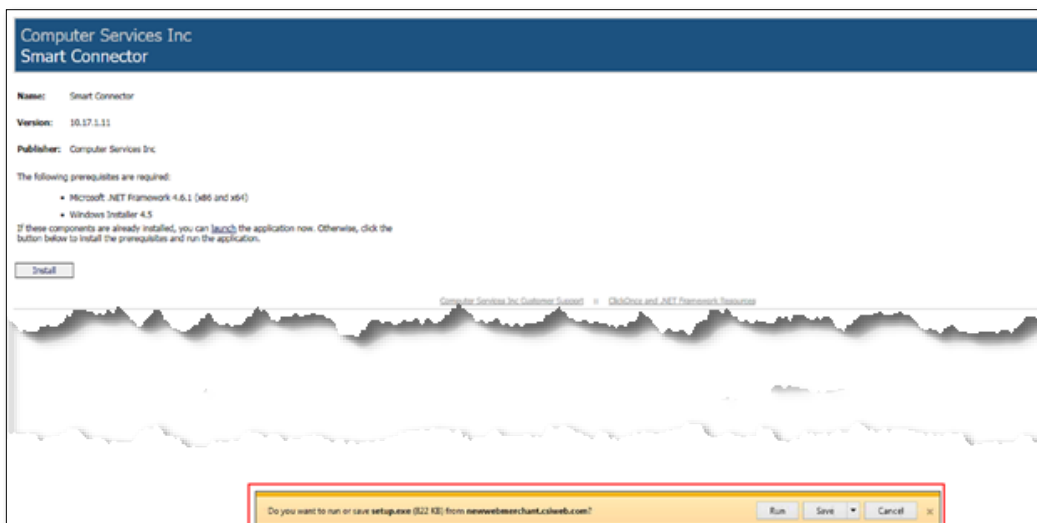 Computer Services Inc
Smart Connector
Name: Smart Connector
Version: 10.17.1.11
Publisher: Computer Services Inc
The following prerequisites are required:
• Microsoft .NET Framework 4.6.1 (x86 and x64)
• Windows Installer 4.5
If these components are already installed, you can launch the application now. Otherwise, click the
button below to install the prerequisites and run the application.
Install
Computer Services Inc Customer Support :: ClickOnce and .NET Framework Resources
Do you want to run or save setup.exe (822 KB) from newwebmerchant.csiweb.com? Run Save ▼ Cancel ×